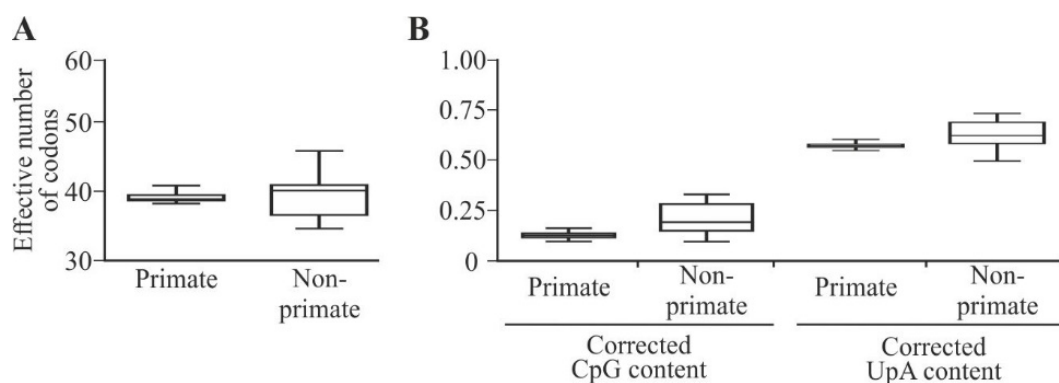 A
Effective number
of codons
60
50
40
30
Primate
Non-
primate
B
1.00
0.75
0.50
0.25
0
Primate
Non-
primate
Primate
Non-
primate
Corrected
CpG content
Corrected
UpA content